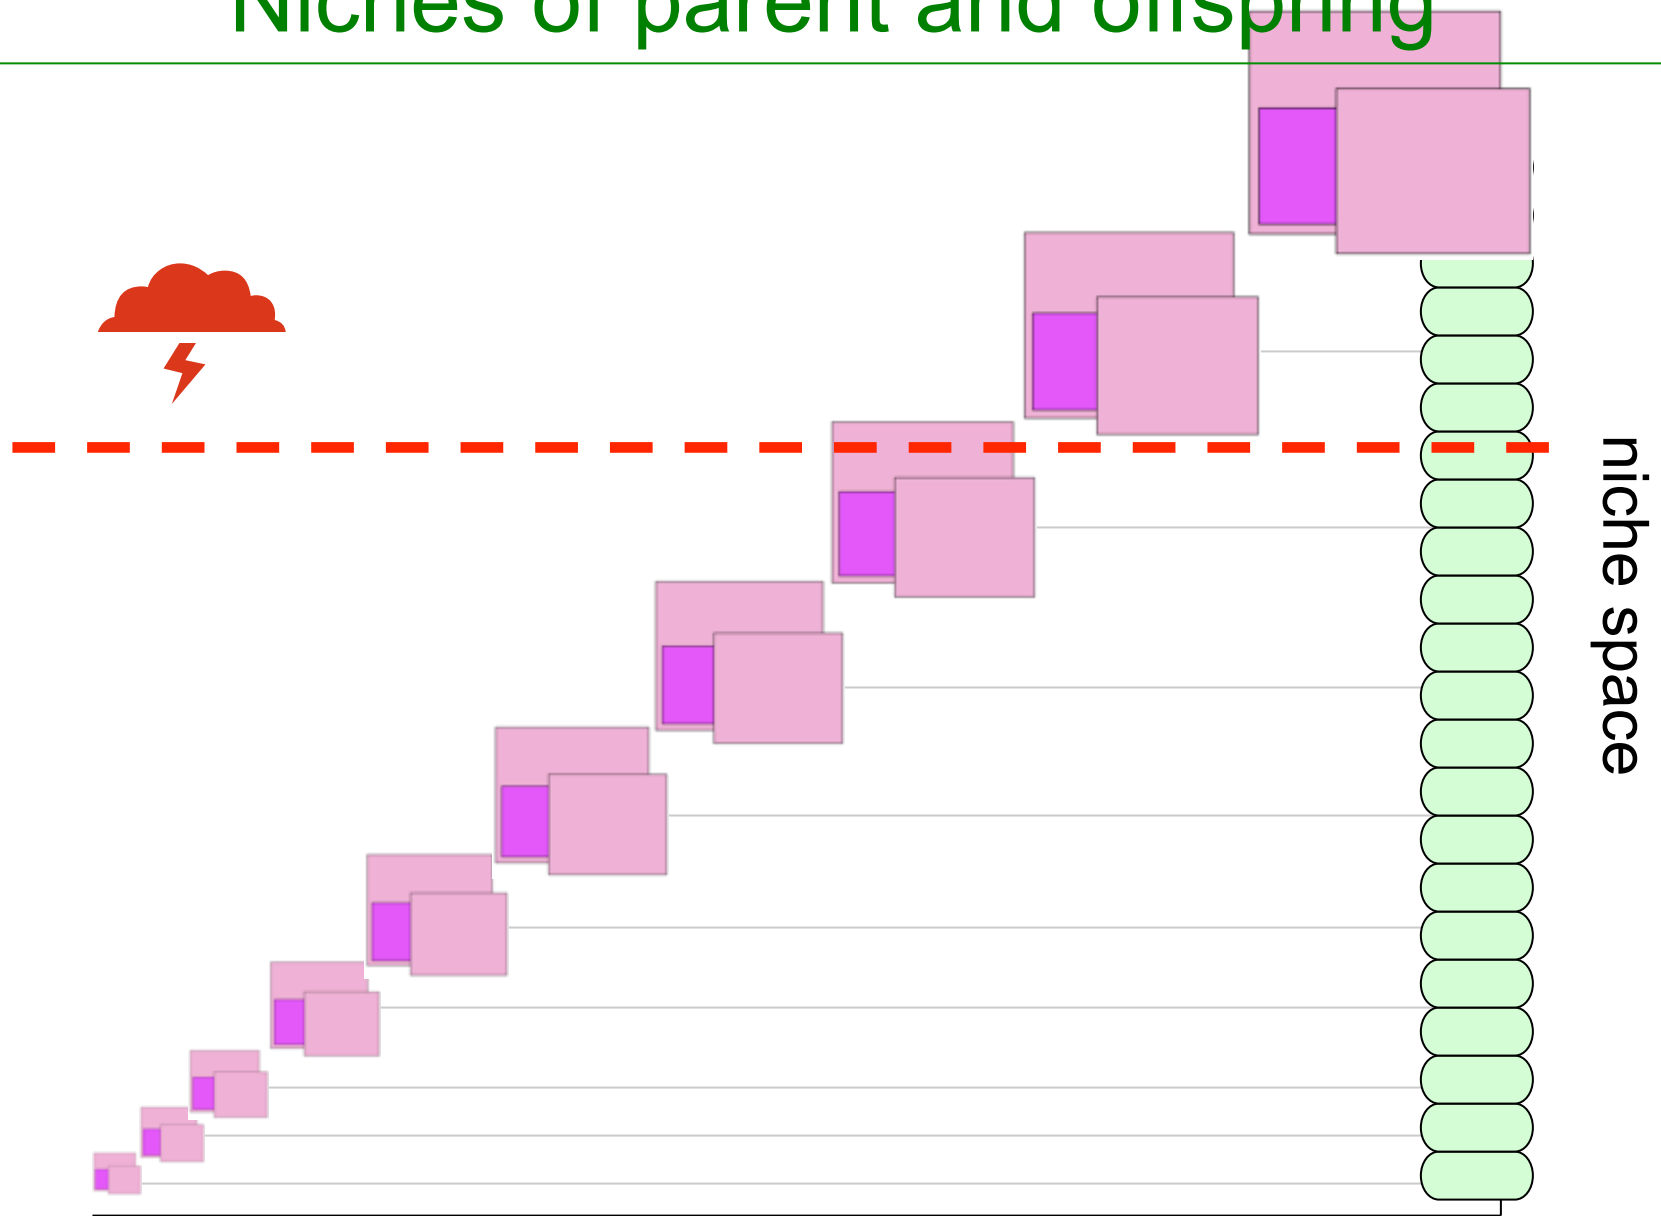 Niches of parent and offspring
niche space